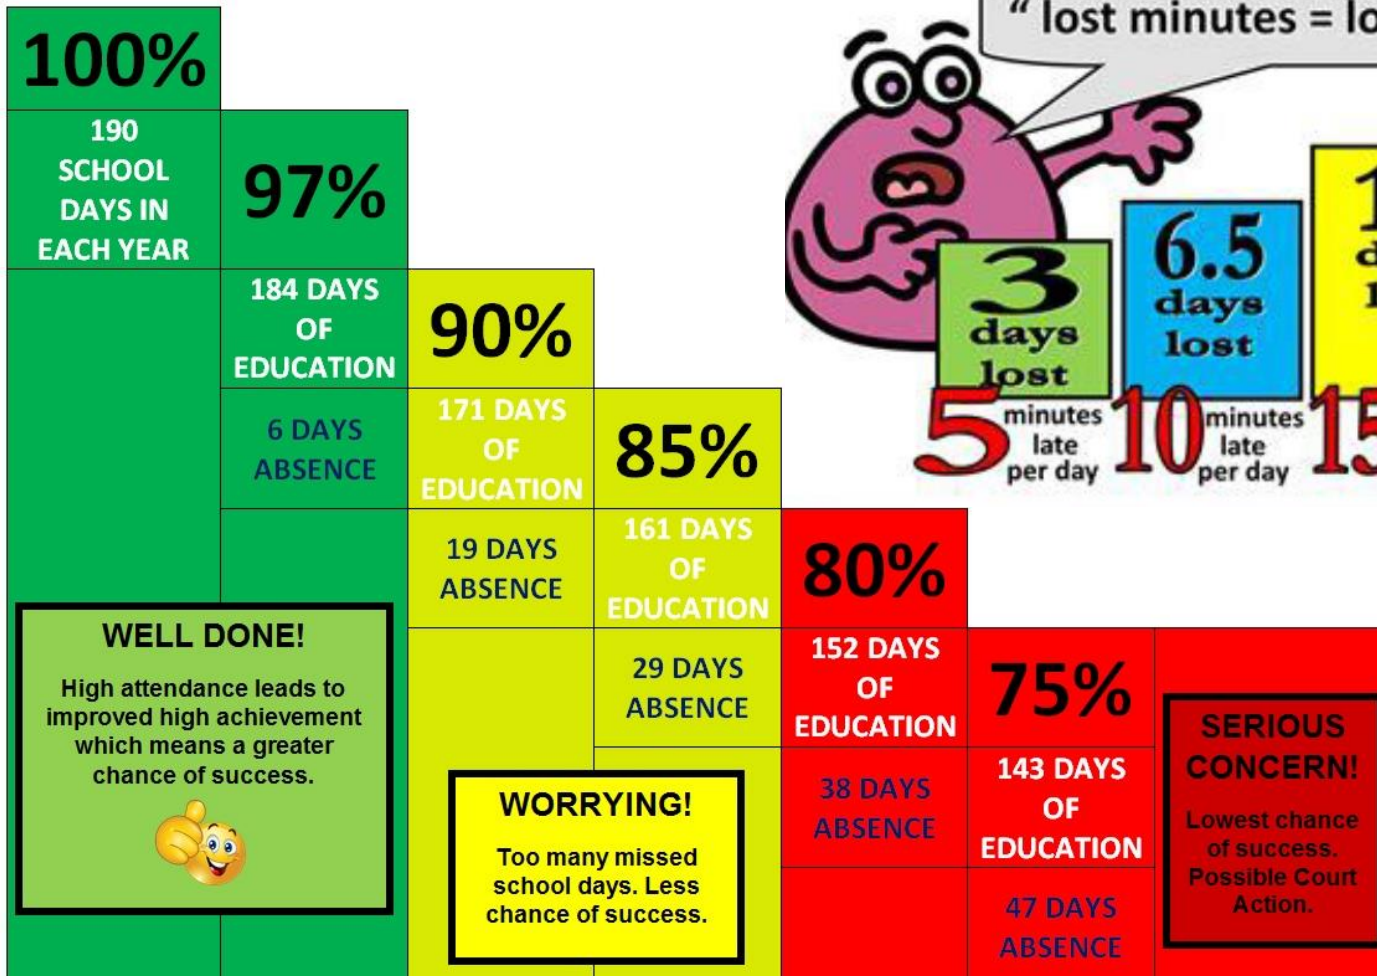 100%
190
SCHOOL
DAYS IN
EACH YEAR
97%
184 DAYS
OF
EDUCATION
6 DAYS
ABSENCE
90%
171 DAYS
OF
EDUCATION
19 DAYS
ABSENCE
85%
161 DAYS
OF
EDUCATION
29 DAYS
ABSENCE
80%
152 DAYS
OF
EDUCATION
38 DAYS
ABSENCE
75%
143 DAYS
OF
EDUCATION
47 DAYS
ABSENCE
WELL DONE!
High attendance leads to
improved high achievement
which means a greater
chance of success.
WORRYING!
Too many missed
school days. Less
chance of success.
SERIOUS
CONCERN!
Lowest chance
of success.
Possible Court
Action.
“ lost minutes =
3
days
lost
5 minutes
late
per day
6.5
days
lost
10 minutes
late
per day
15